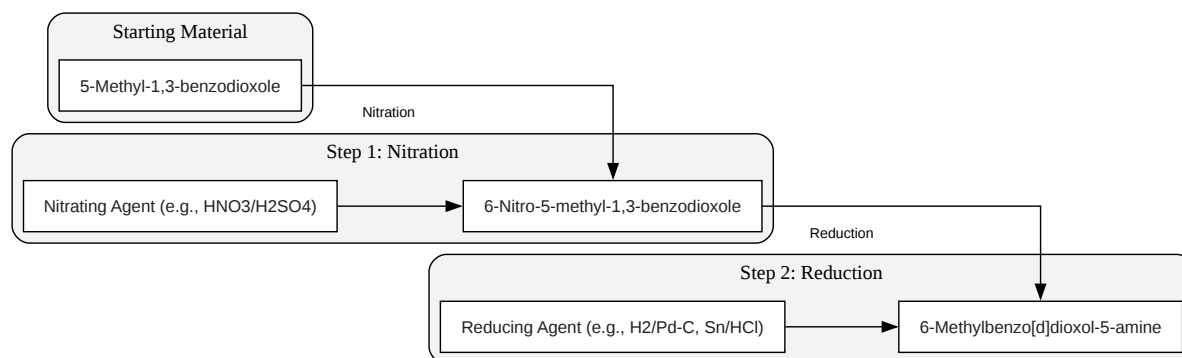 Starting Material
5-Methyl-1,3-benzodioxole
Nitration
Step 1: Nitration
Nitrating Agent (e.g., HNO3/H2SO4)
6-Nitro-5-methyl-1,3-benzodioxole
Reduction
Step 2: Reduction
Reducing Agent (e.g., H2/Pd-C, Sn/HCl)
6-Methylbenzo[d]dioxol-5-amine